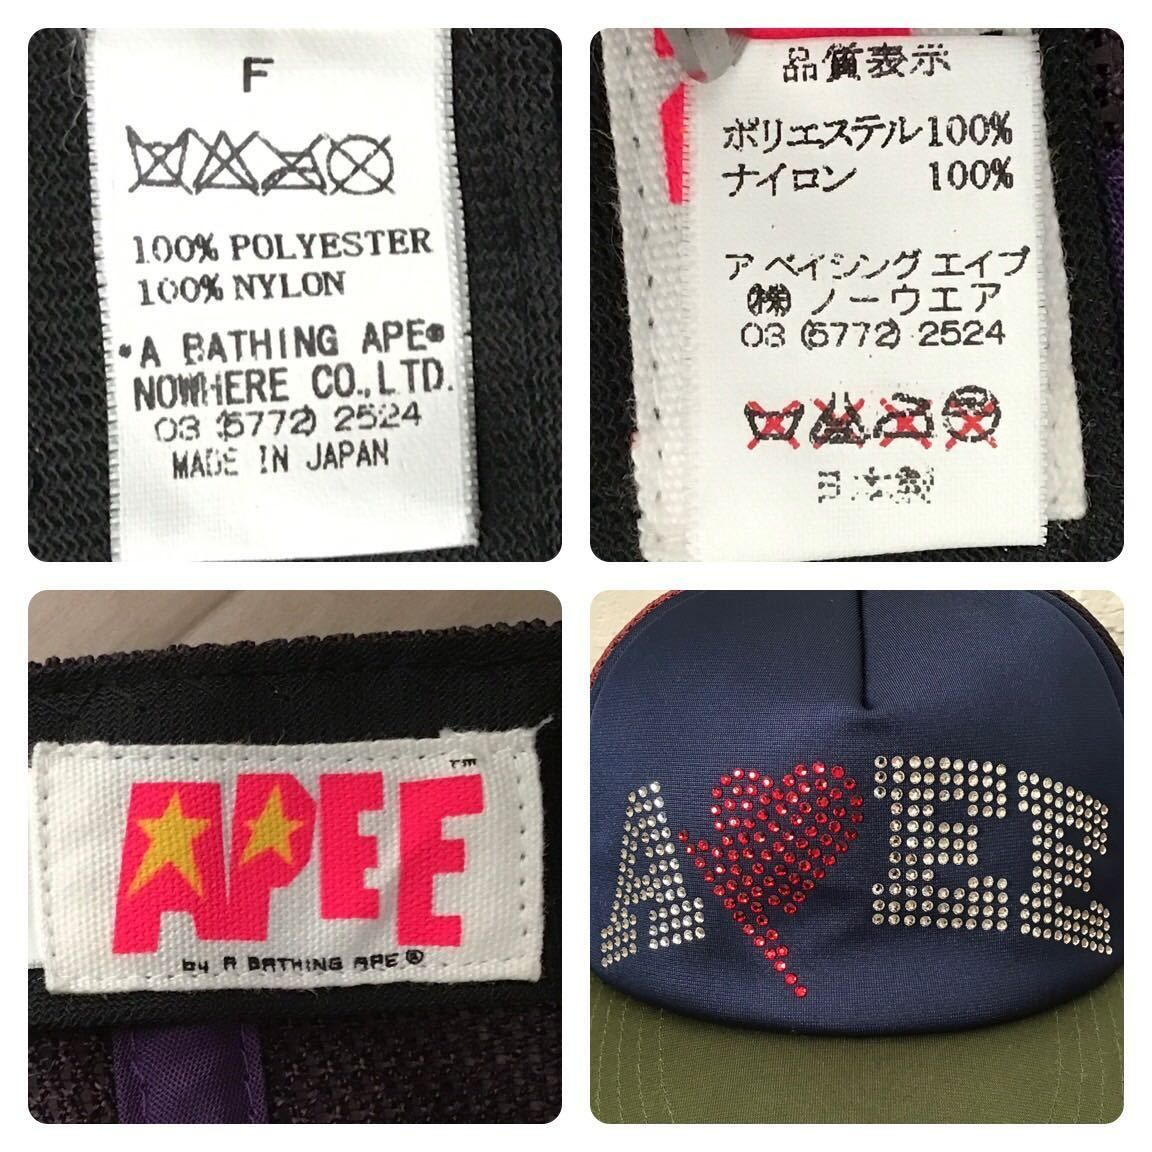 F
100% POLYESTER
100% NYLON
•A BATHING APE®
NOWHERE CO., LTD.
03 (5772) 2524
MADE IN JAPAN
品質表示
ポリエステル100%
ナイロン 100%
ア ベイシング エイプ
(株) ノーウエア
03 (5772) 2524
日本製
APEE™
by A BATHING APE®
A EE